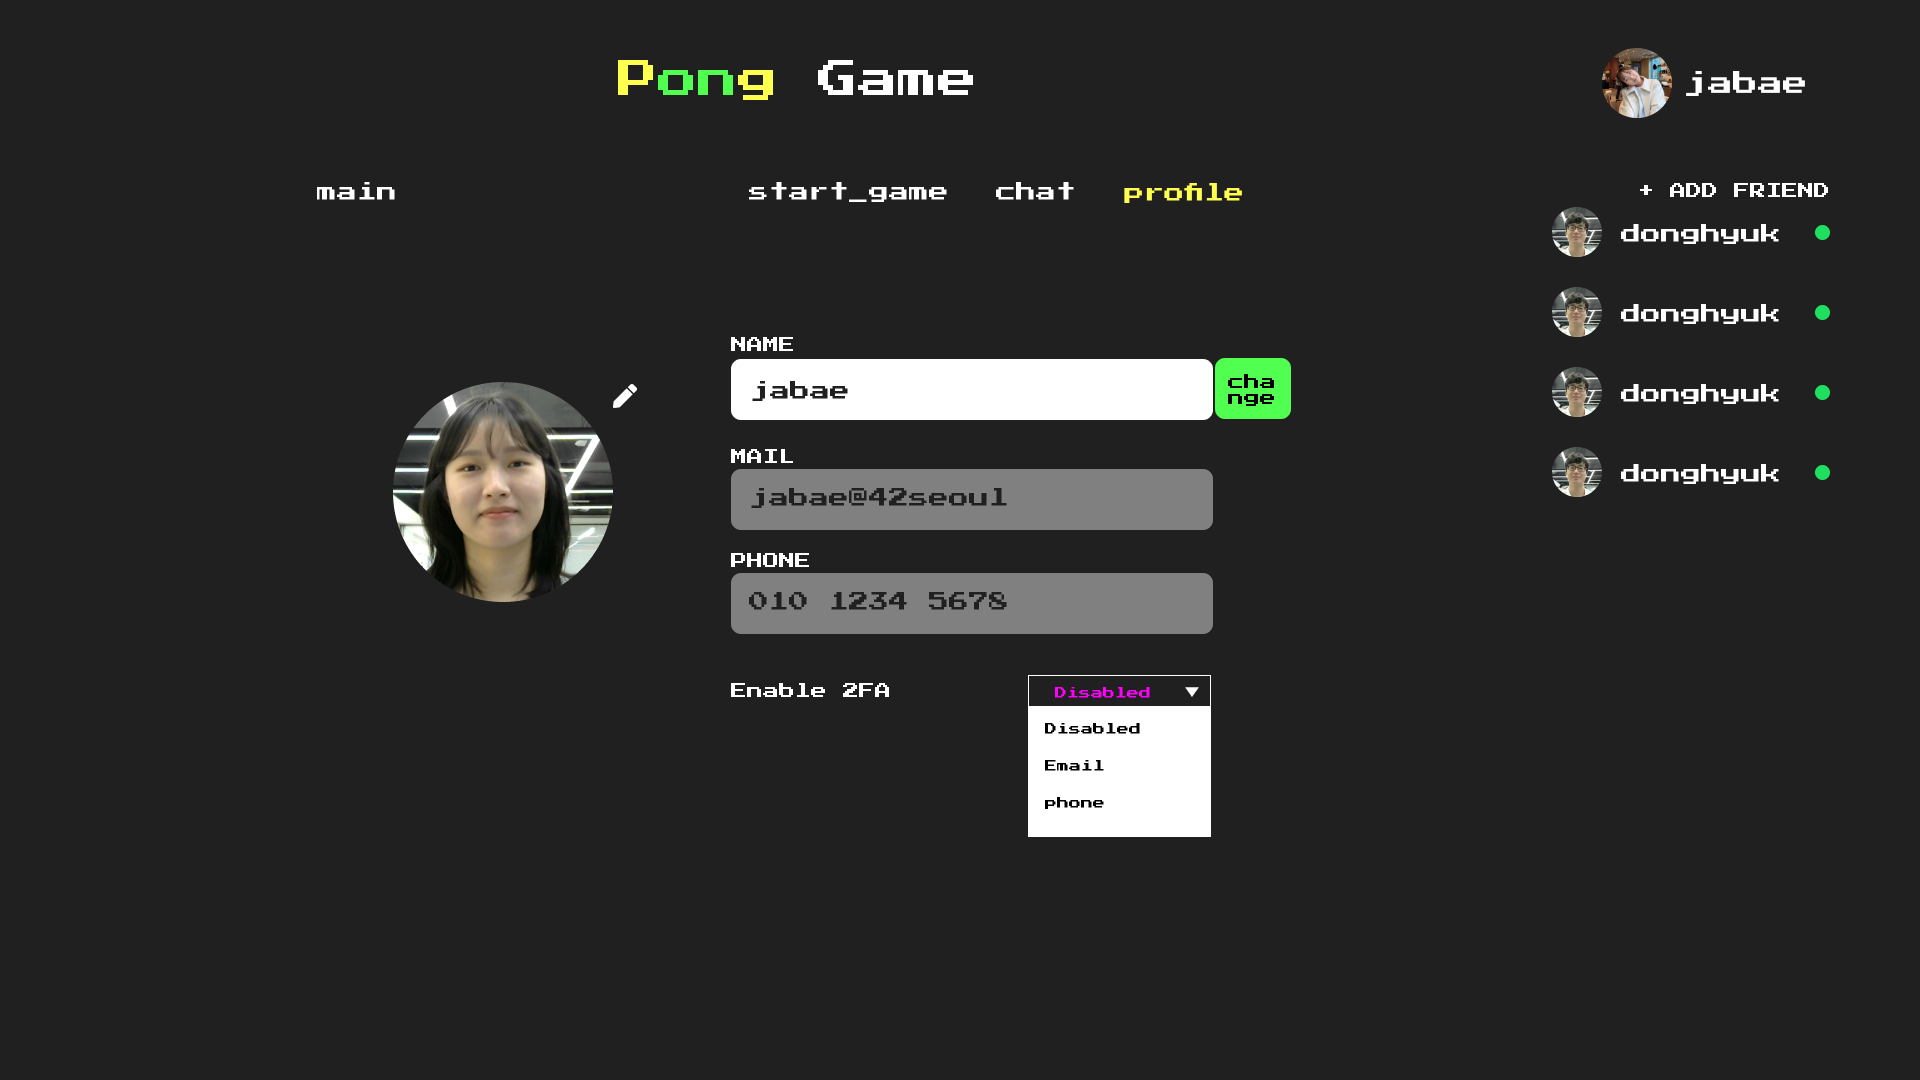 Pong Game
jabae
main
start_game
chat
profile
+ ADD FRIEND
donghyuk
donghyuk
donghyuk
donghyuk
NAME
jabae
cha
nge
MAIL
jabae@42seoul
PHONE
010 1234 5678
Enable 2FA
Disabled
Disabled
Email
phone